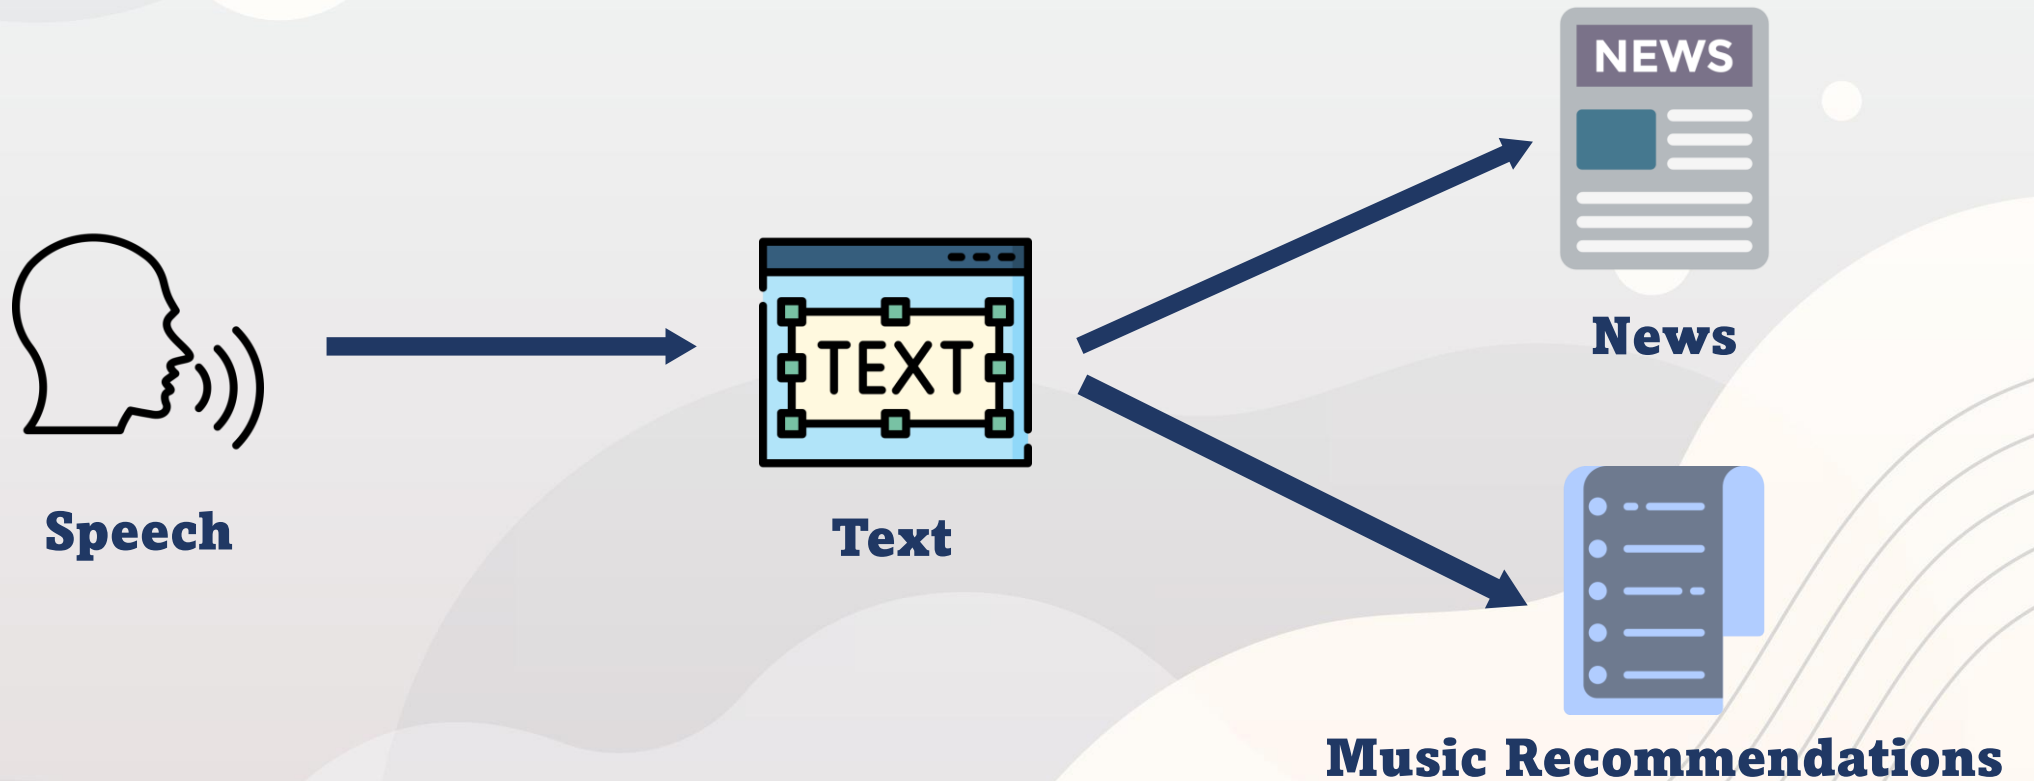 NEWS
News
TEXT
Speech
Text
Music Recommendations